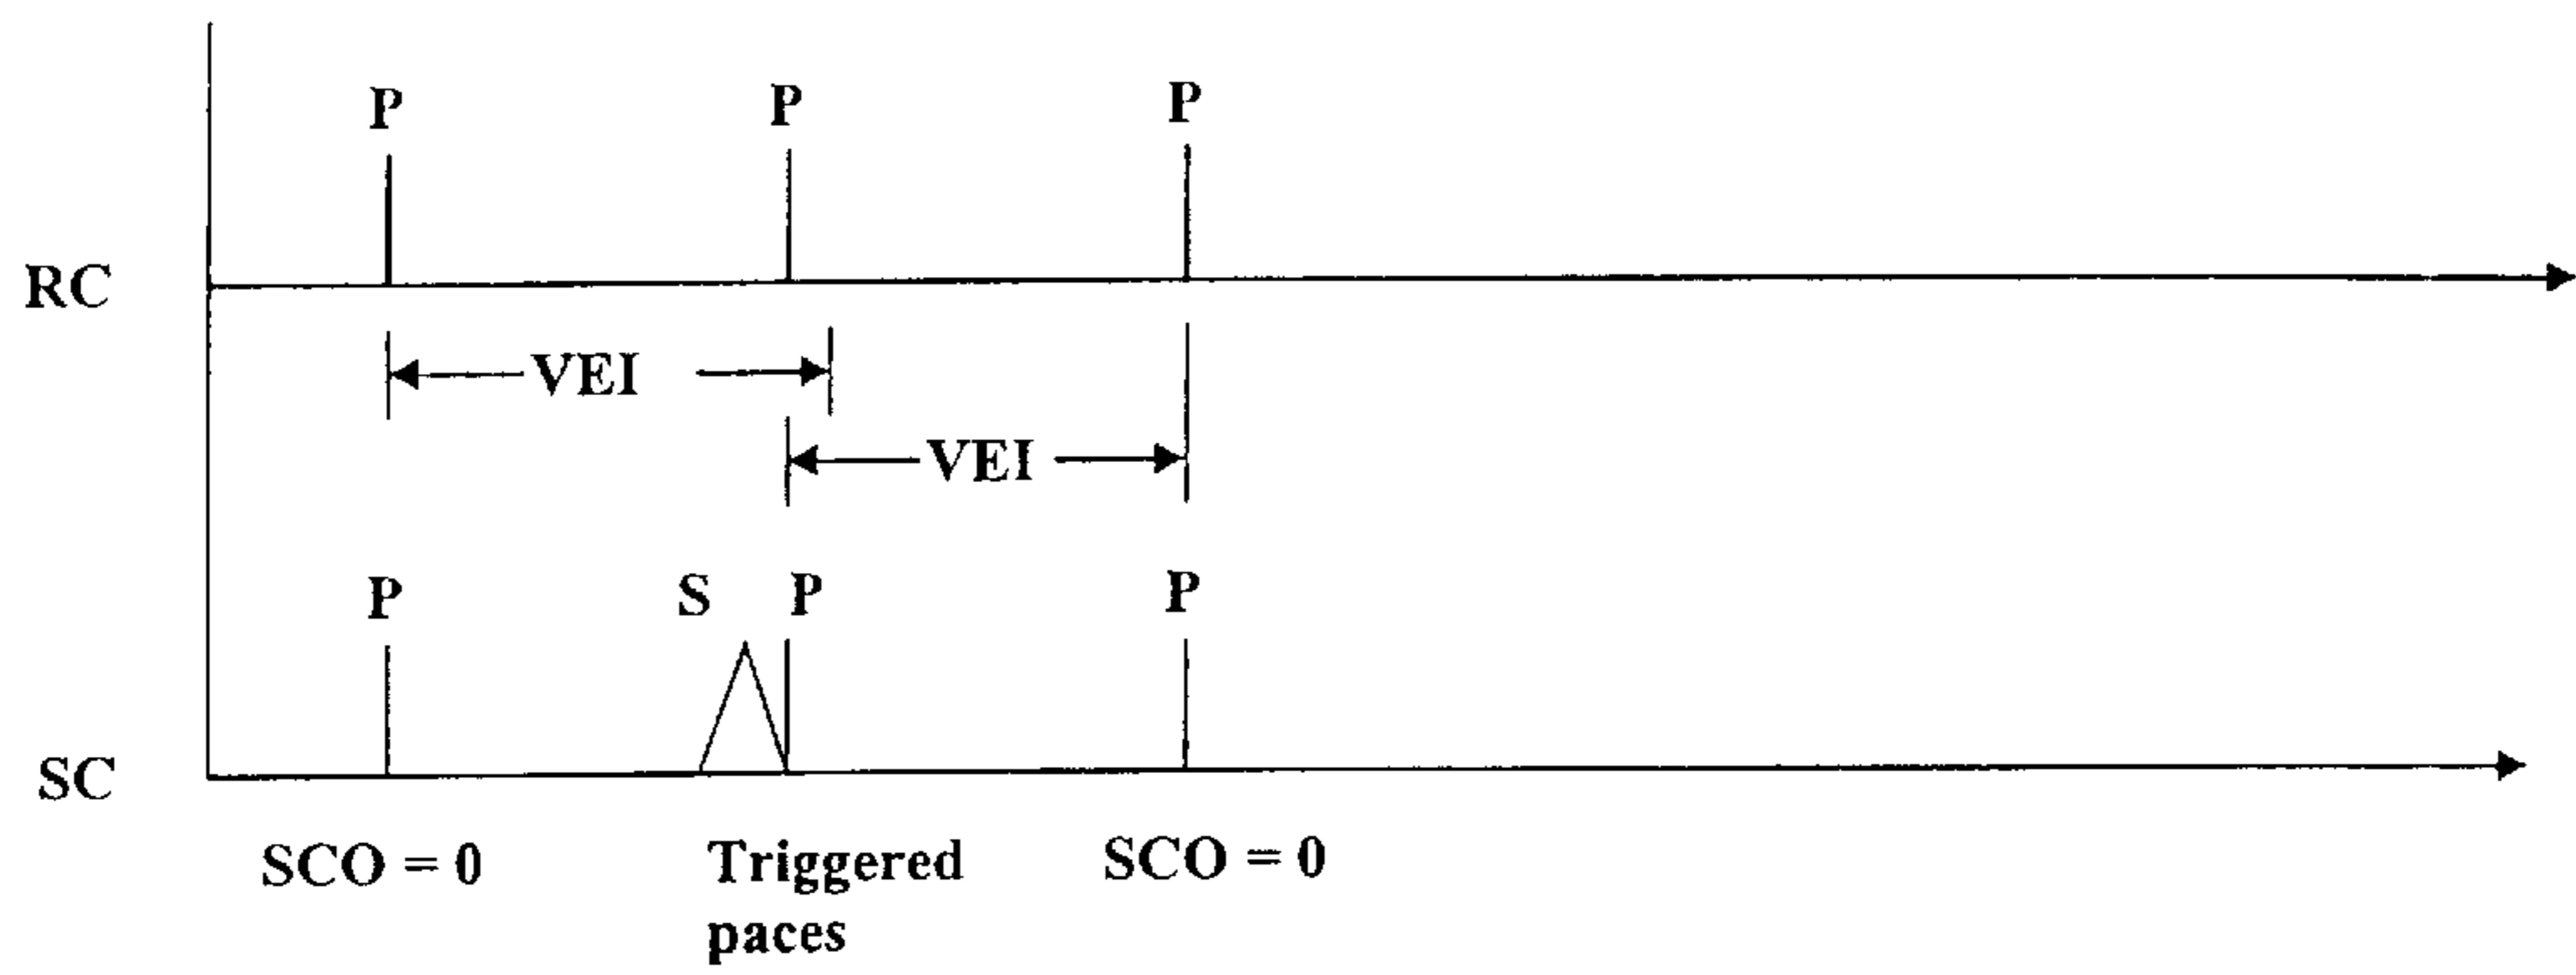 P P P
RC
VEI
VEI
P S P P
SC
SCO = 0 Triggered paces SCO = 0